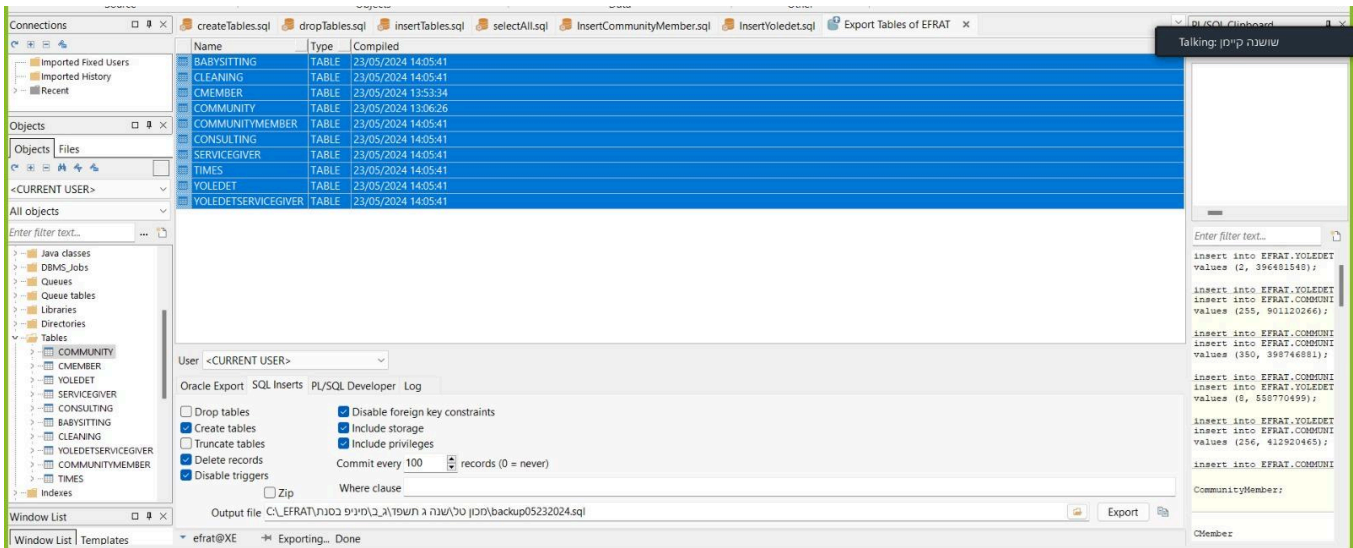 Connections
Imported Fixed Users
Imported History
Recent
Objects
Objects Files
<CURRENT USER>
All objects
Enter filter text...
Java classes
DBMS_Jobs
Queues
Queue tables
Libraries
Directories
Tables
COMMUNITY
CMEMBER
YOLEDET
SERVICEGIVER
CONSULTING
BABYSITTING
CLEANING
YOLEDETSERVICEGIVER
COMMUNITYMEMBER
TIMES
Indexes
Window List
Window List Templates
createTables.sql dropTables.sql insertTables.sql selectAll.sql InsertCommunityMember.sql InsertYoledet.sql Export Tables of EFRAT
Name Type Compiled
BABYSITTING TABLE 23/05/2024 14:05:41
CLEANING TABLE 23/05/2024 14:05:41
CMEMBER TABLE 23/05/2024 13:53:34
COMMUNITY TABLE 23/05/2024 13:06:26
COMMUNITYMEMBER TABLE 23/05/2024 14:05:41
CONSULTING TABLE 23/05/2024 14:05:41
SERVICEGIVER TABLE 23/05/2024 14:05:41
TIMES TABLE 23/05/2024 14:05:41
YOLEDET TABLE 23/05/2024 14:05:41
YOLEDETSERVICEGIVER TABLE 23/05/2024 14:05:41
User <CURRENT USER>
Oracle Export SQL Inserts PL/SQL Developer Log
Drop tables Disable foreign key constraints
Create tables Include storage
Truncate tables Include privileges
Delete records Commit every 100 records (0 = never)
Disable triggers
Zip Where clause
Output file C:\_EFRAT\מכון טל\שנה ג תשפד\ג_ב\מיניפ בסנת\backup05232024.sql Export
efrat@XE Exporting... Done
PL/SQL Clipboard
Talking: שושנה קיימן
Enter filter text...
insert into EFRAT.YOLEDET
values (2, 396481548);
insert into EFRAT.YOLEDET
insert into EFRAT.COMMUNI
values (255, 901120266);
insert into EFRAT.COMMUNI
insert into EFRAT.COMMUNI
values (350, 398746881);
insert into EFRAT.COMMUNI
insert into EFRAT.YOLEDET
values (8, 558770499);
insert into EFRAT.YOLEDET
insert into EFRAT.COMMUNI
values (256, 412920465);
insert into EFRAT.COMMUNI
CommunityMember;
CMember